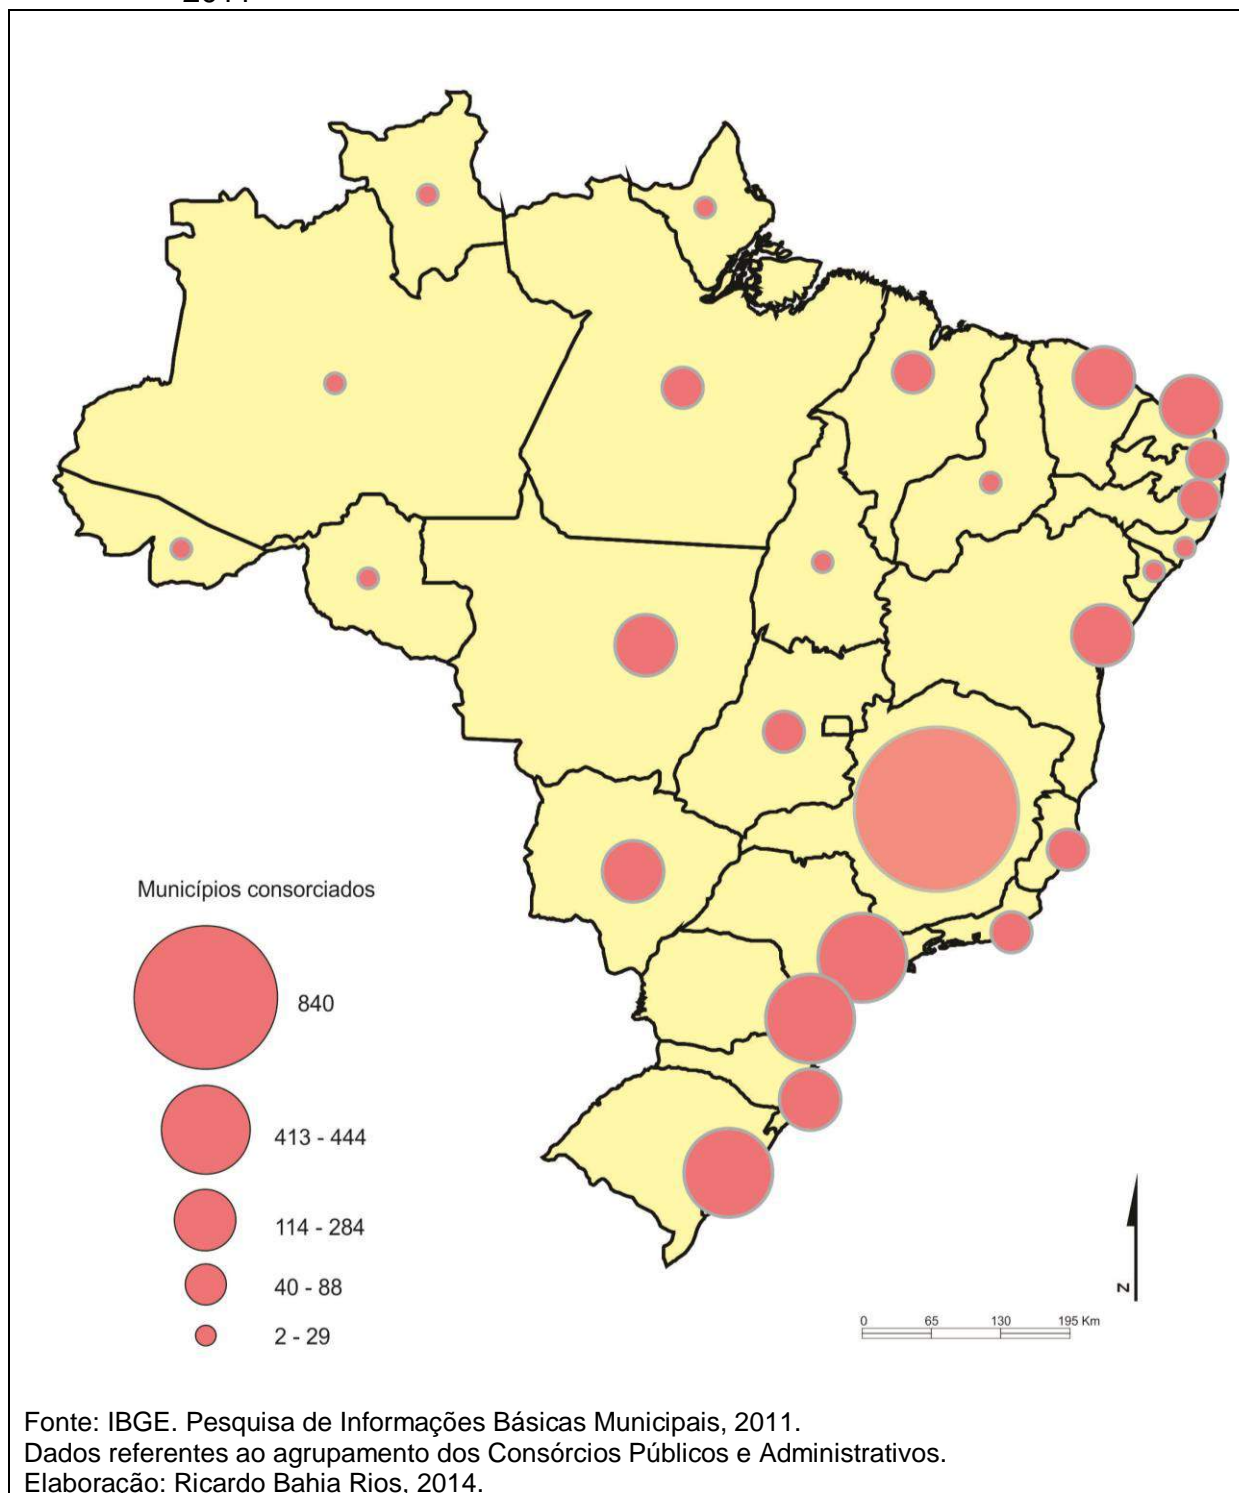 Municípios consorciados
840
413 - 444
114 - 284
40 - 88
2 - 29
N
0 65 130 195 Km
Fonte: IBGE. Pesquisa de Informações Básicas Municipais, 2011.
Dados referentes ao agrupamento dos Consórcios Públicos e Administrativos.
Elaboração: Ricardo Bahia Rios, 2014.